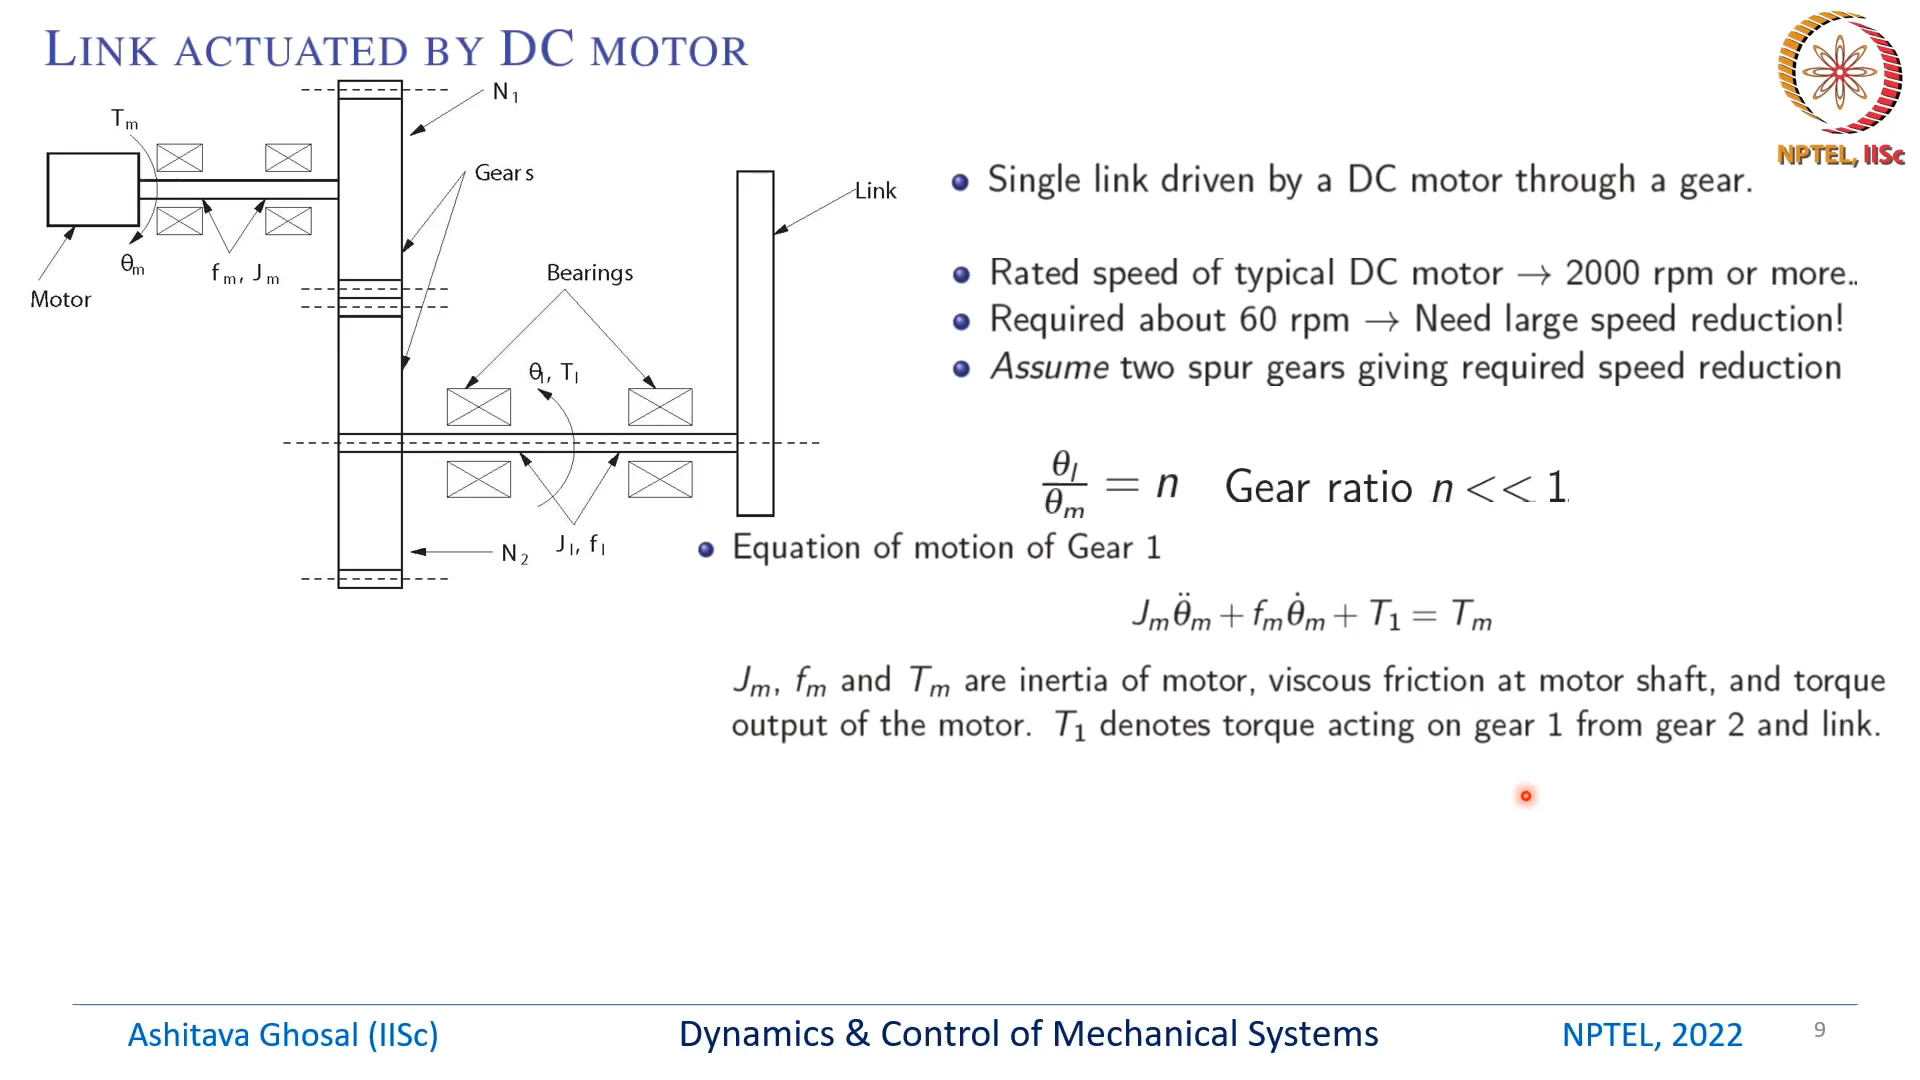 LINK ACTUATED BY DC MOTOR
NPTEL, IISc
N1
Tm
Gears
Link
θm
fm, Jm
Motor
Bearings
θl, Tl
N2
Jl, fl
Single link driven by a DC motor through a gear.
Rated speed of typical DC motor → 2000 rpm or more..
Required about 60 rpm → Need large speed reduction!
Assume two spur gears giving required speed reduction
θl/θm = n Gear ratio n << 1.
Equation of motion of Gear 1
Jmθ̈m + fmθ̇m + T1 = Tm
Jm, fm and Tm are inertia of motor, viscous friction at motor shaft, and torque
output of the motor. T1 denotes torque acting on gear 1 from gear 2 and link.
Ashitava Ghosal (IISc) Dynamics & Control of Mechanical Systems NPTEL, 2022 9